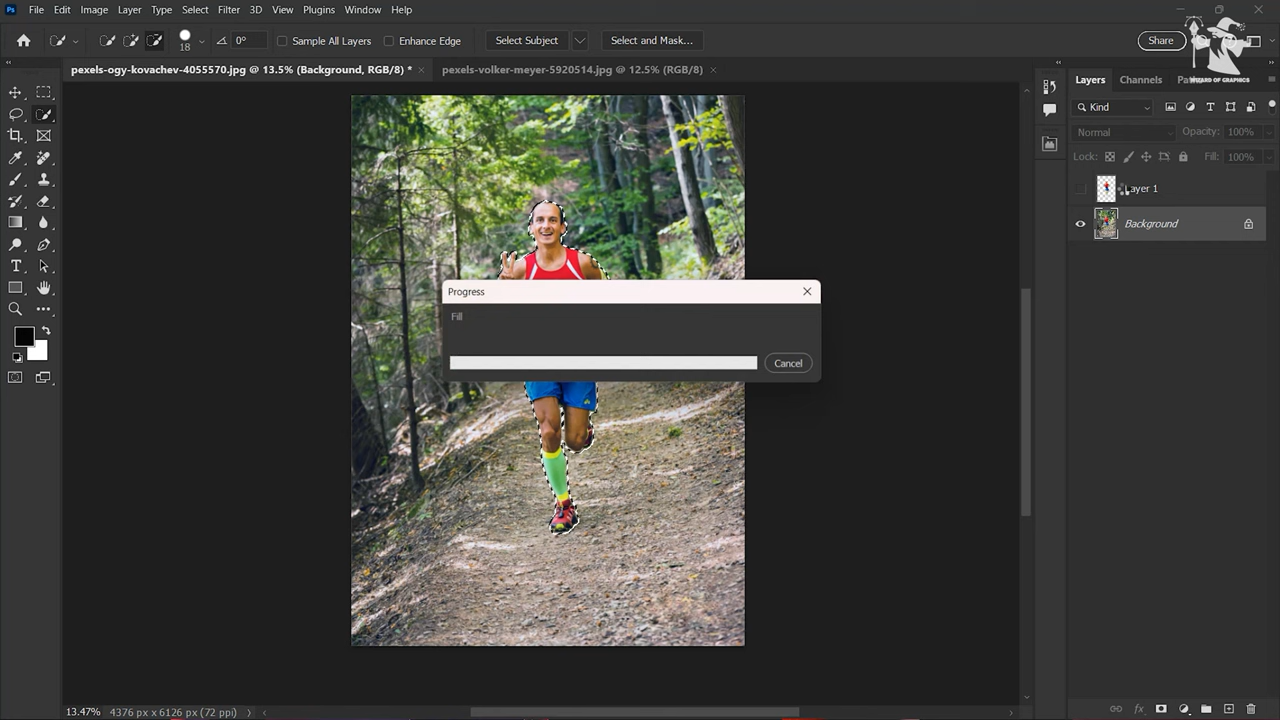 Ps File Edit Image Layer Type Select Filter 3D View Plugins Window Help
18 0° Sample All Layers Enhance Edge Select Subject Select and Mask... Share
WIZARD OF GRAPHICS
pexels-ogy-kovachev-4055570.jpg @ 13.5% (Background, RGB/8) * pexels-volker-meyer-5920514.jpg @ 12.5% (RGB/8)
Layers Channels
Kind
Normal Opacity: 100%
Lock: Fill: 100%
Layer 1
Background
Progress
Fill
Cancel
13.47% 4376 px x 6126 px (72 ppi)